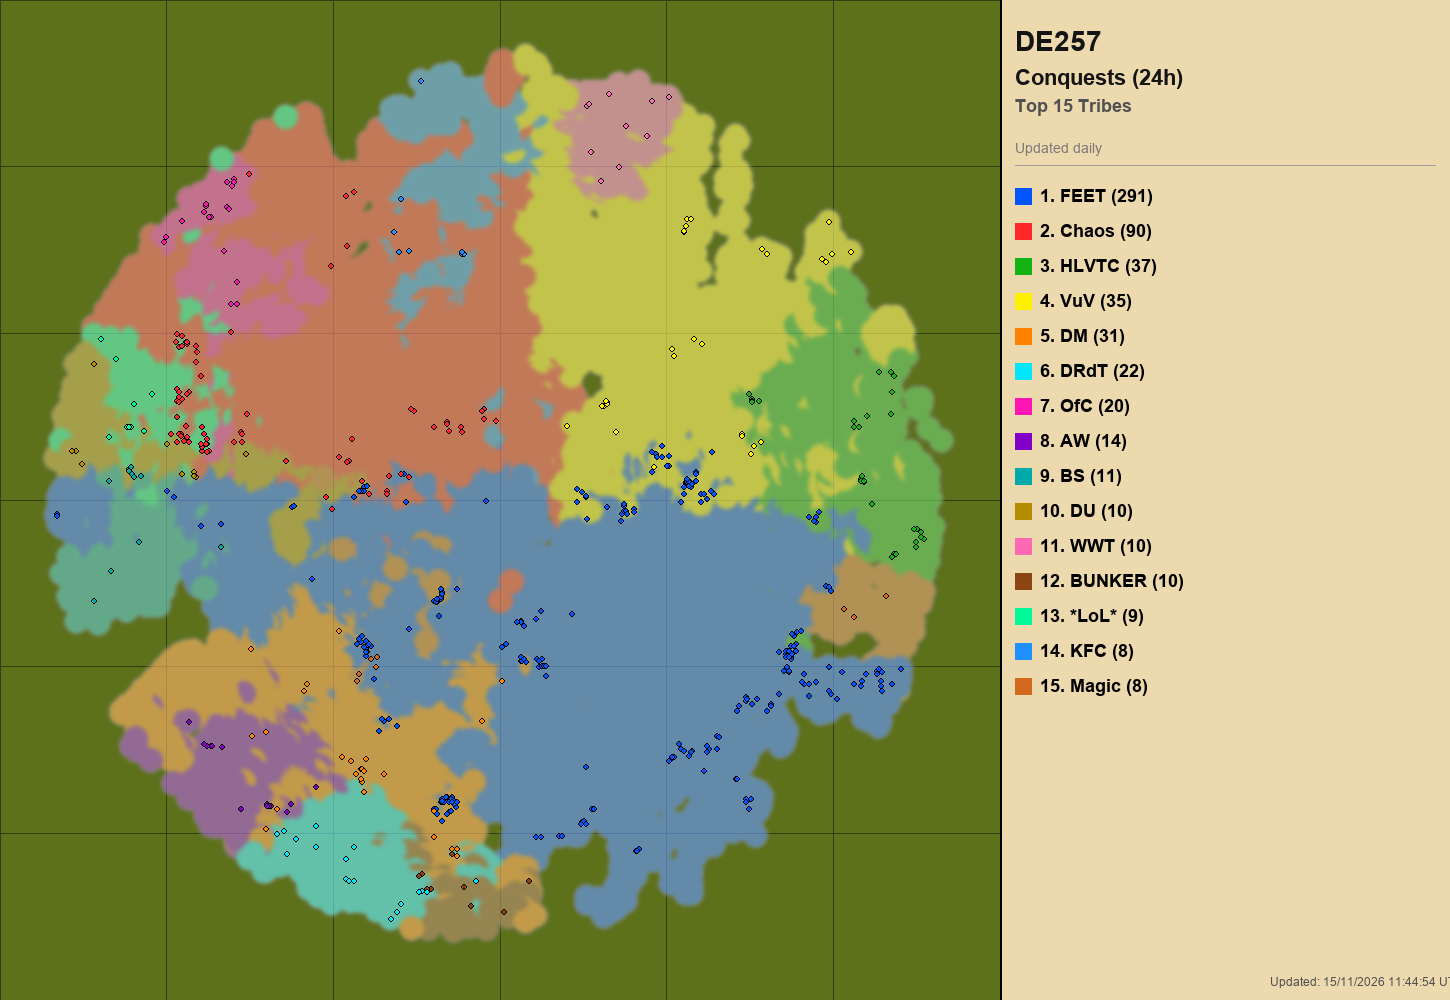 DE257
Conquests (24h)
Top 15 Tribes
Updated daily
1. FEET (291)
2. Chaos (90)
3. HLVTC (37)
4. VuV (35)
5. DM (31)
6. DRdT (22)
7. OfC (20)
8. AW (14)
9. BS (11)
10. DU (10)
11. WWT (10)
12. BUNKER (10)
13. *LoL* (9)
14. KFC (8)
15. Magic (8)
Updated: 15/11/2026 11:44:54 U